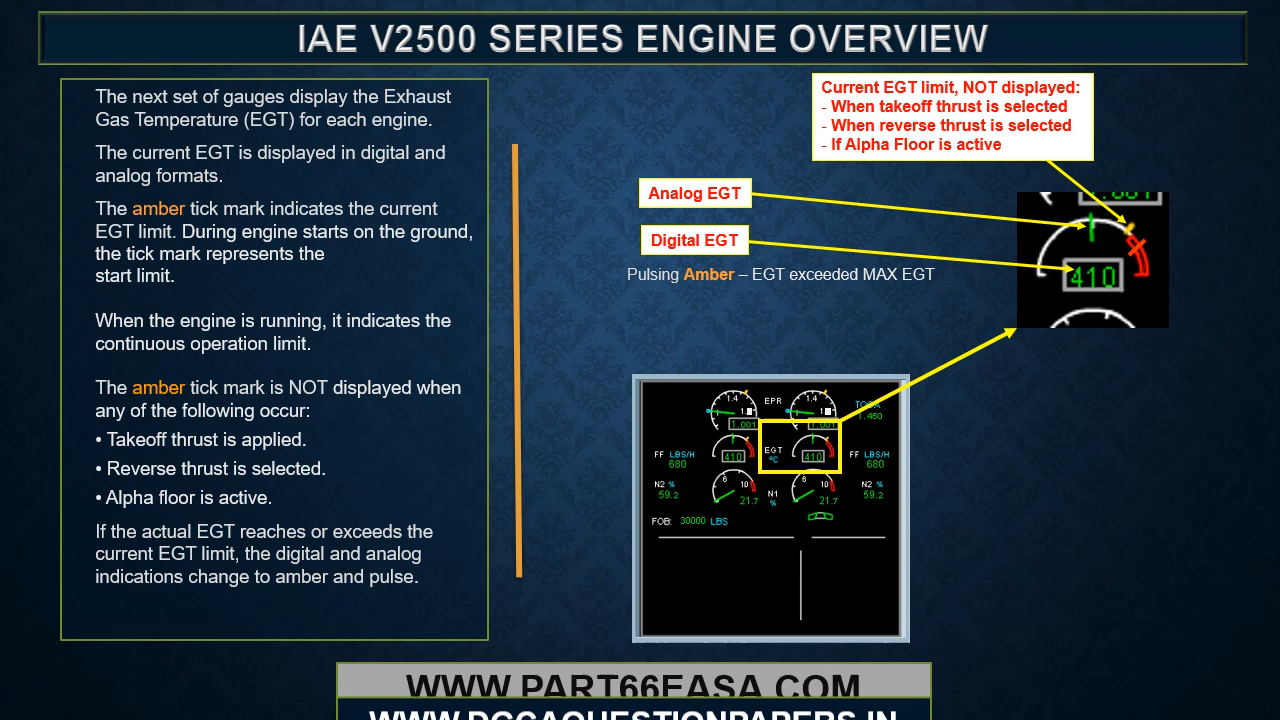 IAE V2500 SERIES ENGINE OVERVIEW
The next set of gauges display the Exhaust
Gas Temperature (EGT) for each engine.
The current EGT is displayed in digital and
analog formats.
The amber tick mark indicates the current
EGT limit. During engine starts on the ground,
the tick mark represents the
start limit.
When the engine is running, it indicates the
continuous operation limit.
The amber tick mark is NOT displayed when
any of the following occur:
• Takeoff thrust is applied.
• Reverse thrust is selected.
• Alpha floor is active.
If the actual EGT reaches or exceeds the
current EGT limit, the digital and analog
indications change to amber and pulse.
Current EGT limit, NOT displayed:
- When takeoff thrust is selected
- When reverse thrust is selected
- If Alpha Floor is active
Analog EGT
Digital EGT
Pulsing Amber – EGT exceeded MAX EGT
410
1.4 EPR 1.4
1. 1. TOGA
1.001 1.001 1.450
EGT
°C
FF LBS/H 410 410 FF LBS/H
680 680
N2 % 6 10 N1 6 10 N2 %
59.2 21.7 % 21.7 59.2
FOB: 30000 LBS
WWW.PART66EASA.COM
WWW.DGCAQUESTIONPAPERS.IN